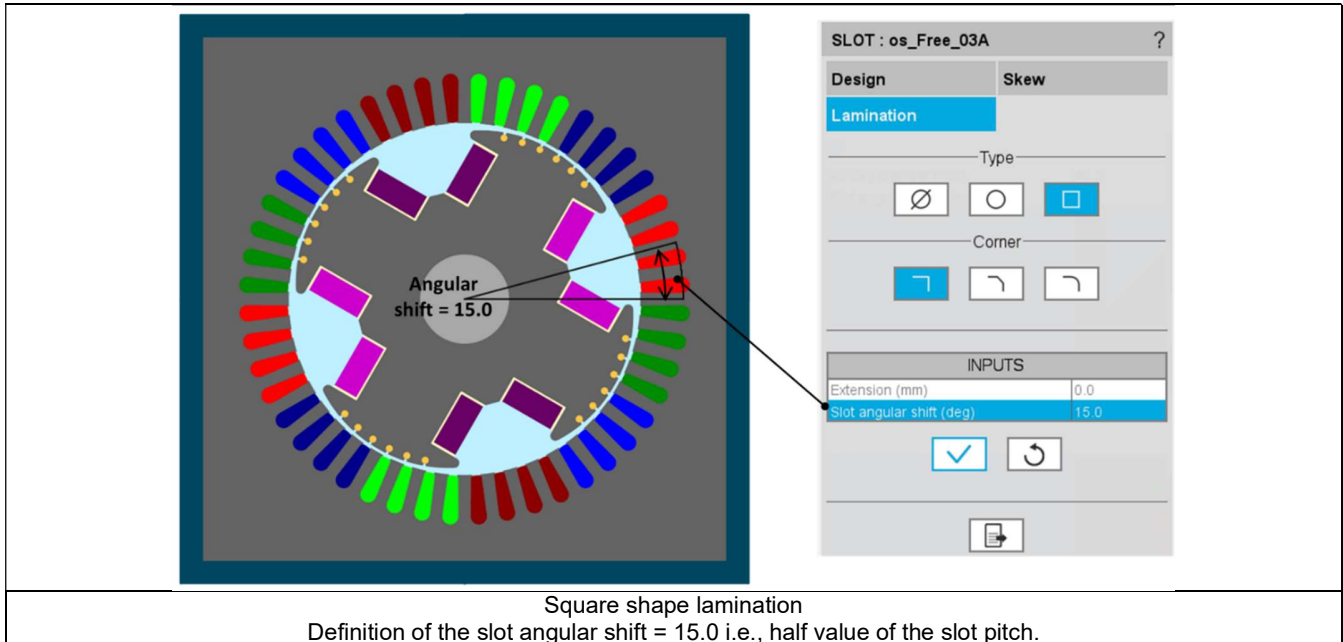 Angular
shift = 15.0
SLOT : os_Free_03A ?
Design Skew
Lamination
Type
Corner
INPUTS
Extension (mm) 0.0
Slot angular shift (deg) 15.0
Square shape lamination
Definition of the slot angular shift = 15.0 i.e., half value of the slot pitch.